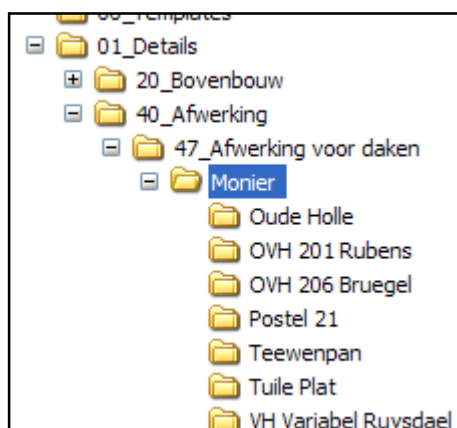 00_Templates
01_Details
20_Bovenbouw
40_Afwerking
47_Afwerking voor daken
Monier
Oude Holle
OVH 201 Rubens
OVH 206 Bruegel
Postel 21
Teewenpan
Tuile Plat
VH Variabel Ruysdael